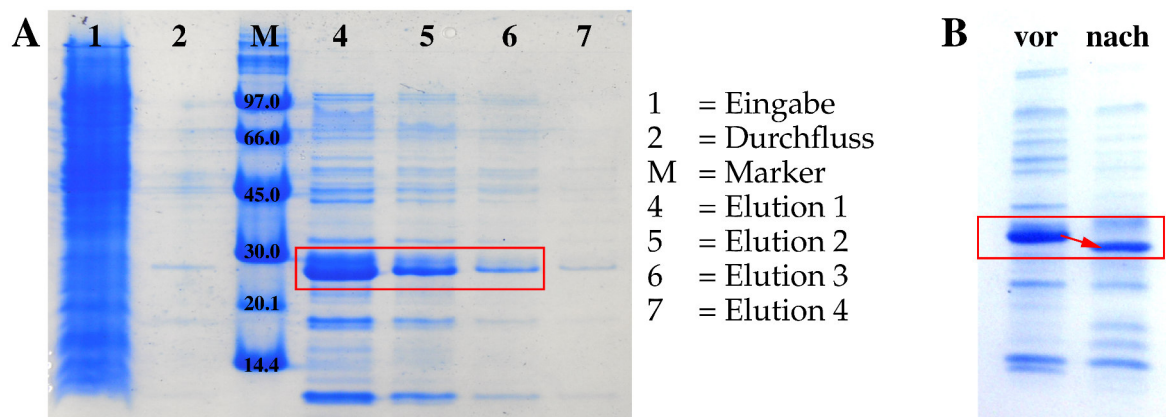 A
1 2 M 4 5 6 7
97.0
66.0
45.0
30.0
20.1
14.4
1 = Eingabe
2 = Durchfluss
M = Marker
4 = Elution 1
5 = Elution 2
6 = Elution 3
7 = Elution 4
B
vor nach